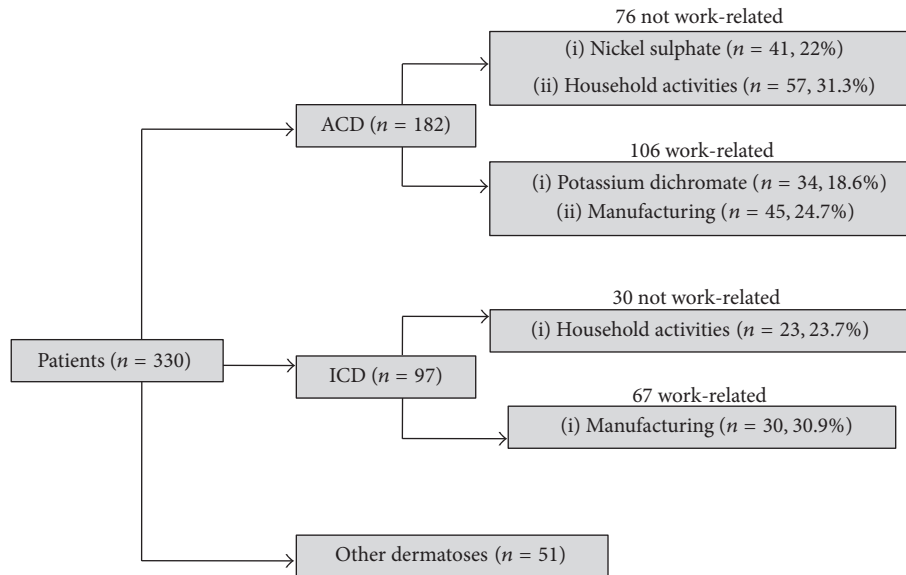 76 not work-related
(i) Nickel sulphate (n = 41, 22%)
(ii) Household activities (n = 57, 31.3%)
ACD (n = 182)
106 work-related
(i) Potassium dichromate (n = 34, 18.6%)
(ii) Manufacturing (n = 45, 24.7%)
30 not work-related
(i) Household activities (n = 23, 23.7%)
Patients (n = 330)
ICD (n = 97)
67 work-related
(i) Manufacturing (n = 30, 30.9%)
Other dermatoses (n = 51)